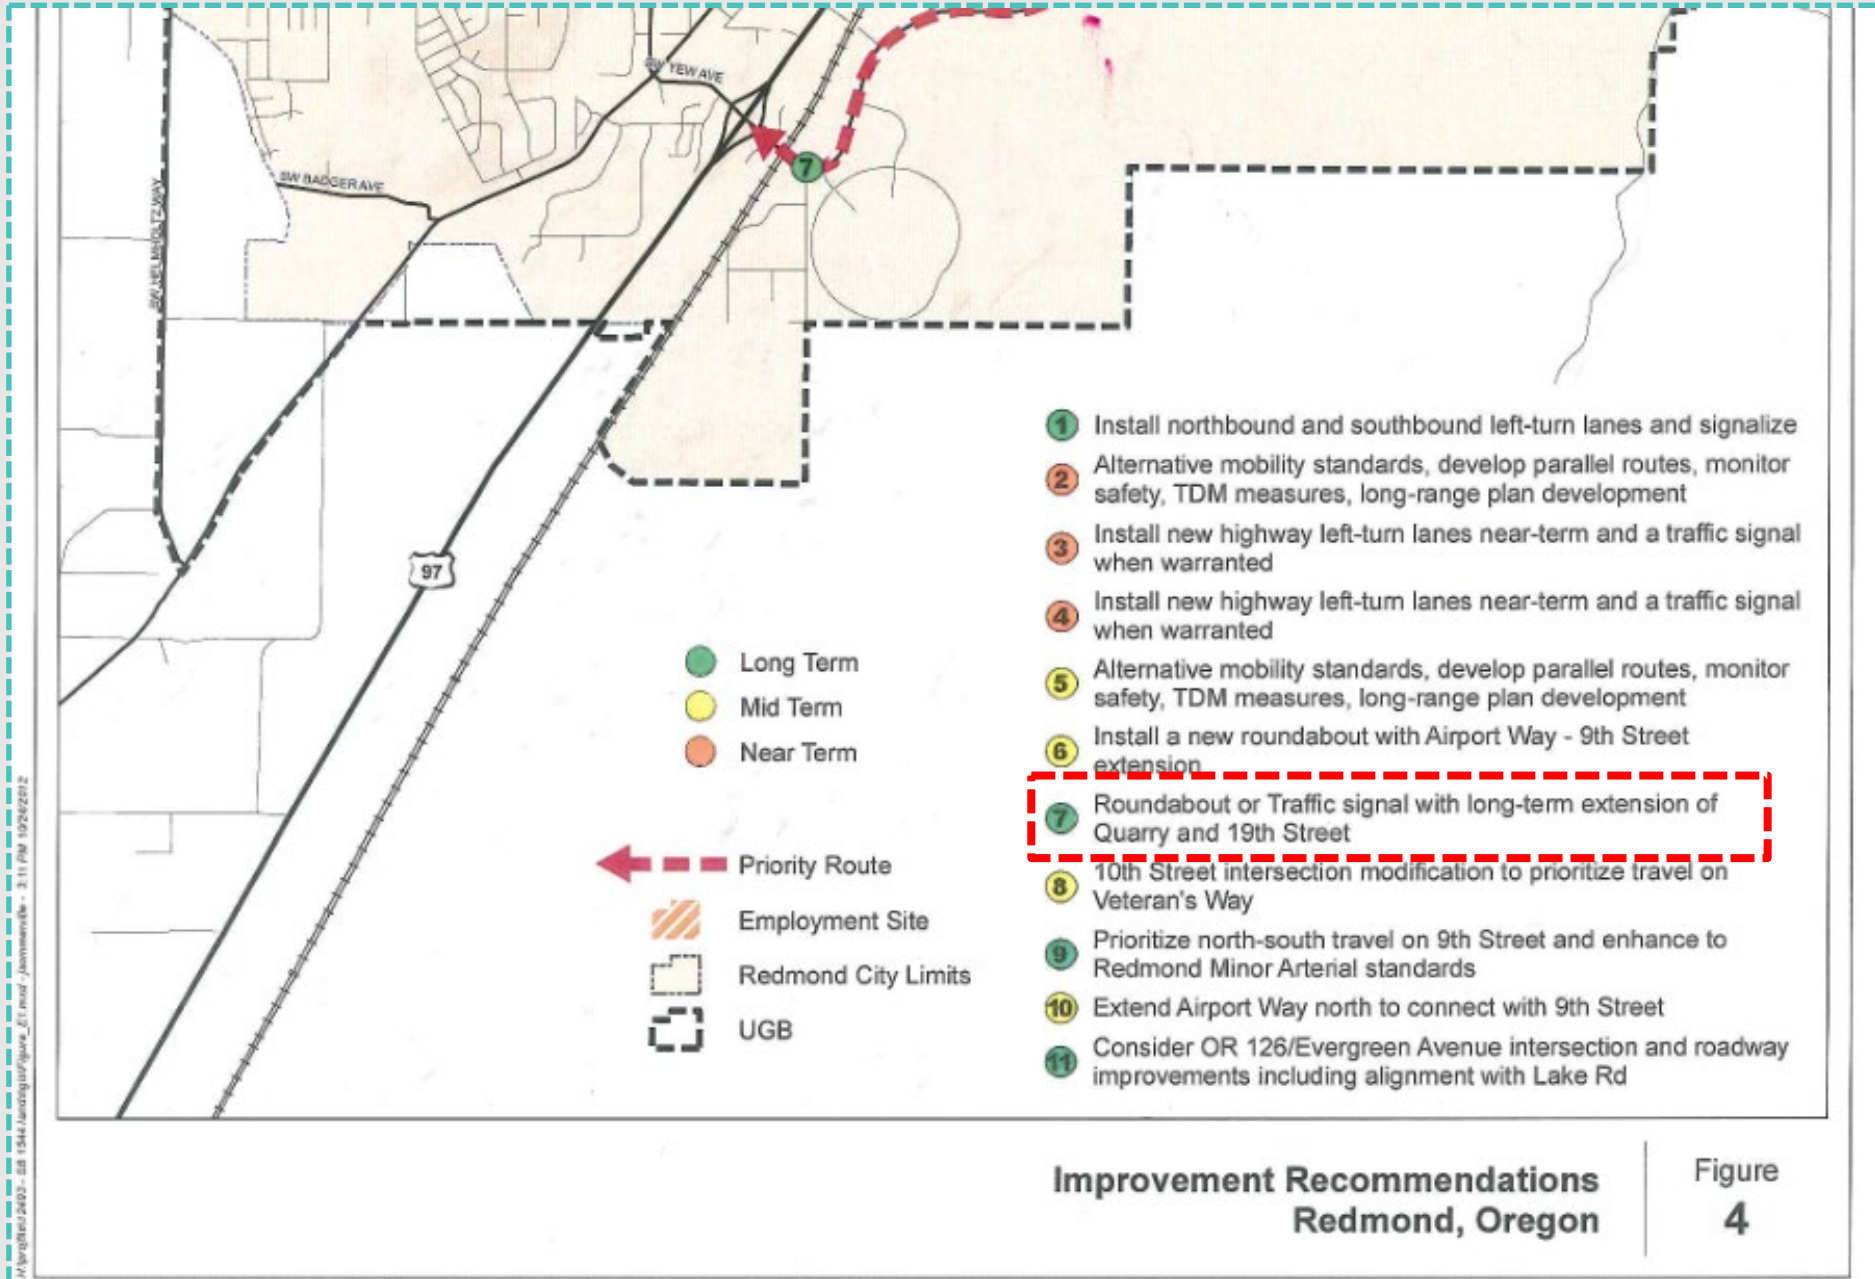 SW YEW AVE
SW BADGER AVE
SW HELMHOLTZ WAY
7
97
Long Term
Mid Term
Near Term
Priority Route
Employment Site
Redmond City Limits
UGB
1 Install northbound and southbound left-turn lanes and signalize
2 Alternative mobility standards, develop parallel routes, monitor
safety, TDM measures, long-range plan development
3 Install new highway left-turn lanes near-term and a traffic signal
when warranted
4 Install new highway left-turn lanes near-term and a traffic signal
when warranted
5 Alternative mobility standards, develop parallel routes, monitor
safety, TDM measures, long-range plan development
6 Install a new roundabout with Airport Way - 9th Street
extension
7 Roundabout or Traffic signal with long-term extension of
Quarry and 19th Street
8 10th Street intersection modification to prioritize travel on
Veteran's Way
9 Prioritize north-south travel on 9th Street and enhance to
Redmond Minor Arterial standards
10 Extend Airport Way north to connect with 9th Street
11 Consider OR 126/Evergreen Avenue intersection and roadway
improvements including alignment with Lake Rd
Improvement Recommendations
Redmond, Oregon
Figure
4
3:11 PM 10/24/2012